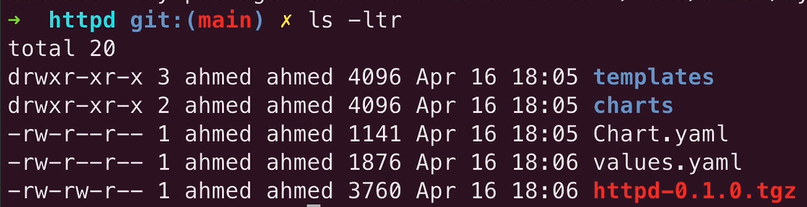 ➜  httpd git:(main) ✗ ls -ltr
total 20
drwxr-xr-x 3 ahmed ahmed 4096 Apr 16 18:05 templates
drwxr-xr-x 2 ahmed ahmed 4096 Apr 16 18:05 charts
-rw-r--r-- 1 ahmed ahmed 1141 Apr 16 18:05 Chart.yaml
-rw-r--r-- 1 ahmed ahmed 1876 Apr 16 18:06 values.yaml
-rw-rw-r-- 1 ahmed ahmed 3760 Apr 16 18:06 httpd-0.1.0.tgz